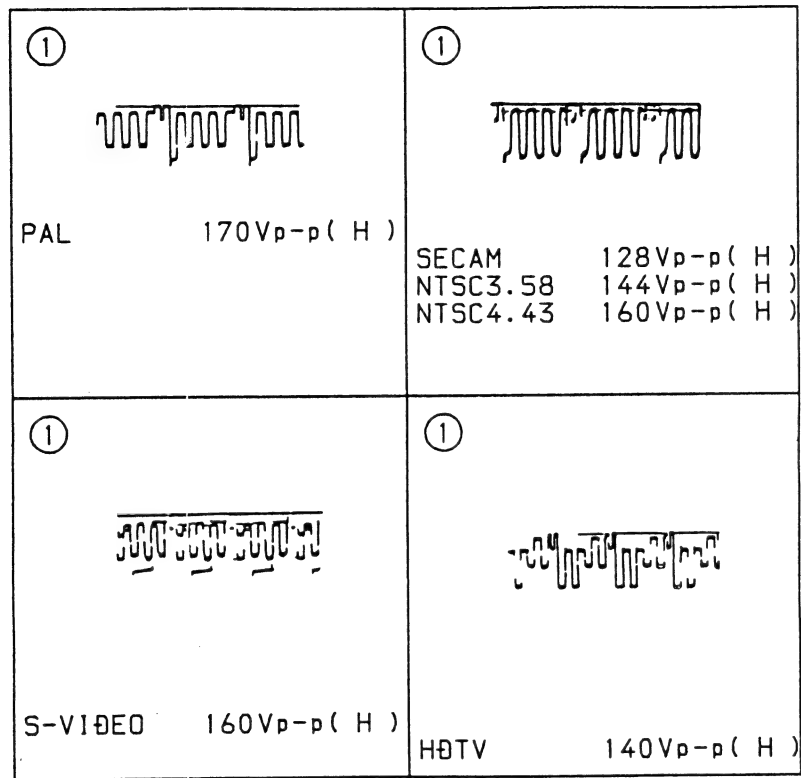 ①
PAL 170Vp-p( H )
①
SECAM 128Vp-p( H )
NTSC3.58 144Vp-p( H )
NTSC4.43 160Vp-p( H )
①
S-VIDEO 160Vp-p( H )
①
HDTV 140Vp-p( H )